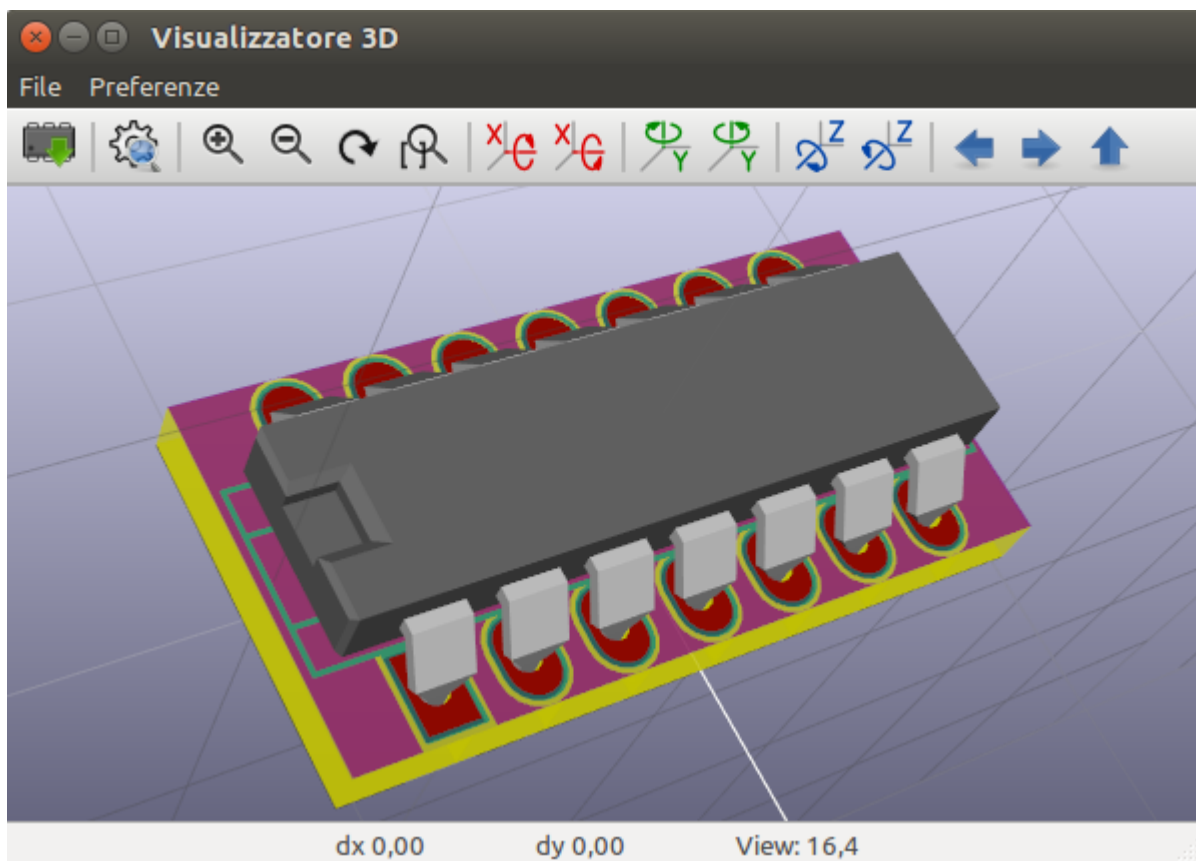 Visualizzatore 3D
File Preferenze
X X Y Y Z Z
dx 0,00 dy 0,00 View: 16,4